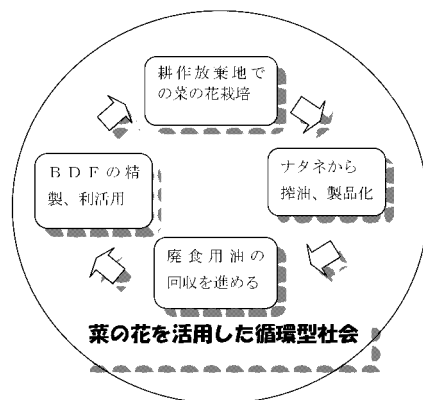 耕作放棄地で
の菜の花栽培
ナタネから
搾油、製品化
廃食用油の
回収を進める
ＢＤＦの精
製、利活用
菜の花を活用した循環型社会